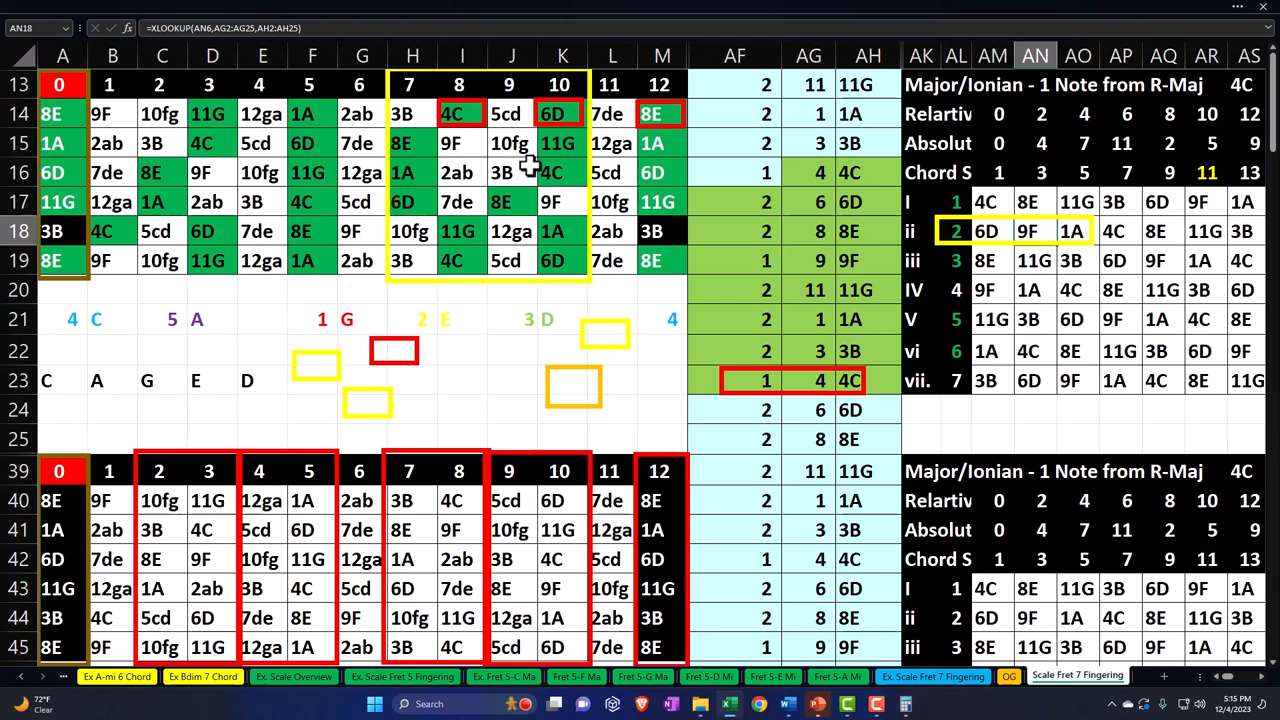 AN18 fx =XLOOKUP(AN6,AG2:AG25,AH2:AH25)
A B C D E F G H I J K L M AF AG AH AK AL AM AN AO AP AQ AR AS
13 0 1 2 3 4 5 6 7 8 9 10 11 12 2 11 11G Major/Ionian - 1 Note from R-Maj 4C
14 8E 9F 10fg 11G 12ga 1A 2ab 3B 4C 5cd 6D 7de 8E 2 1 1A Relartiv 0 2 4 6 8 10 12
15 1A 2ab 3B 4C 5cd 6D 7de 8E 9F 10fg 11G 12ga 1A 2 3 3B Absolut 0 4 7 11 2 5 9
16 6D 7de 8E 9F 10fg 11G 12ga 1A 2ab 3B 4C 5cd 6D 1 4 4C Chord S 1 3 5 7 9 11 13
17 11G 12ga 1A 2ab 3B 4C 5cd 6D 7de 8E 9F 10fg 11G 2 6 6D I 1 4C 8E 11G 3B 6D 9F 1A
18 3B 4C 5cd 6D 7de 8E 9F 10fg 11G 12ga 1A 2ab 3B 2 8 8E ii 2 6D 9F 1A 4C 8E 11G 3B
19 8E 9F 10fg 11G 12ga 1A 2ab 3B 4C 5cd 6D 7de 8E 1 9 9F iii 3 8E 11G 3B 6D 9F 1A 4C
20 2 11 11G IV 4 9F 1A 4C 8E 11G 3B 6D
21 4 C 5 A 1 G 2 E 3 D 4 2 1 1A V 5 11G 3B 6D 9F 1A 4C 8E
22 2 3 3B vi 6 1A 4C 8E 11G 3B 6D 9F
23 C A G E D 1 4 4C vii. 7 3B 6D 9F 1A 4C 8E 11G
24 2 6 6D
25 2 8 8E
39 0 1 2 3 4 5 6 7 8 9 10 11 12 2 11 11G Major/Ionian - 1 Note from R-Maj 4C
40 8E 9F 10fg 11G 12ga 1A 2ab 3B 4C 5cd 6D 7de 8E 2 1 1A Relartiv 0 2 4 6 8 10 12
41 1A 2ab 3B 4C 5cd 6D 7de 8E 9F 10fg 11G 12ga 1A 2 3 3B Absolut 0 4 7 11 2 5 9
42 6D 7de 8E 9F 10fg 11G 12ga 1A 2ab 3B 4C 5cd 6D 1 4 4C Chord S 1 3 5 7 9 11 13
43 11G 12ga 1A 2ab 3B 4C 5cd 6D 7de 8E 9F 10fg 11G 2 6 6D I 1 4C 8E 11G 3B 6D 9F 1A
44 3B 4C 5cd 6D 7de 8E 9F 10fg 11G 12ga 1A 2ab 3B 2 8 8E ii 2 6D 9F 1A 4C 8E 11G 3B
45 8E 9F 10fg 11G 12ga 1A 2ab 3B 4C 5cd 6D 7de 8E 1 9 9F iii 3 8E 11G 3B 6D 9F 1A 4C
Ex A-mi 6 Chord Ex Bdim 7 Chord Ex. Scale Overview Scale Fret 5 Fingering Ex. Fret 5-C Ma Fret 5-F Ma Fret 5-G Ma Fret 5-D Mi Fret 5-E Mi Fret 5-A Mi Ex. Scale Fret 7 Fingering OG Scale Fret 7 Fingering
72°F
Clear
Search
5:15 PM
12/4/2023